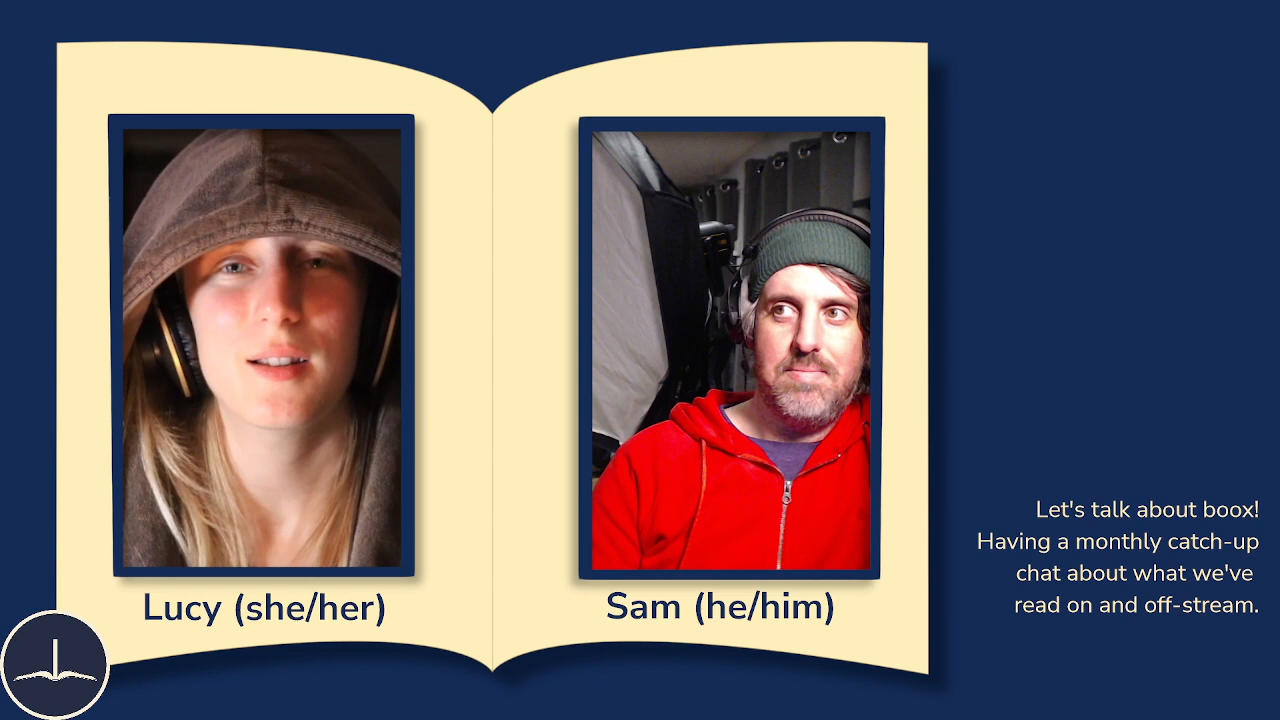 Lucy (she/her)
Sam (he/him)
Let's talk about boox!
Having a monthly catch-up
chat about what we've
read on and off-stream.